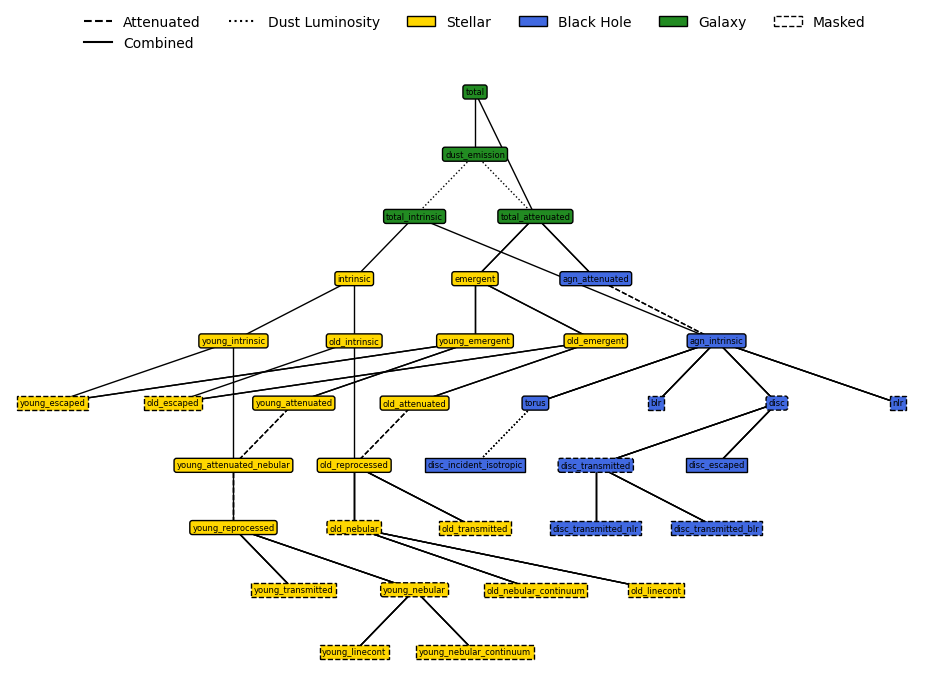 Attenuated
Dust Luminosity
Stellar
Black Hole
Galaxy
Masked
Combined
total
dust_emission
total_intrinsic
total_attenuated
intrinsic
emergent
agn_attenuated
young_intrinsic
old_intrinsic
young_emergent
old_emergent
agn_intrinsic
young_escaped
old_escaped
young_attenuated
old_attenuated
torus
blr
disc
nlr
young_attenuated_nebular
old_reprocessed
disc_incident_isotropic
disc_transmitted
disc_escaped
young_reprocessed
old_nebular
old_transmitted
disc_transmitted_nlr
disc_transmitted_blr
young_transmitted
young_nebular
old_nebular_continuum
old_linecont
young_linecont
young_nebular_continuum